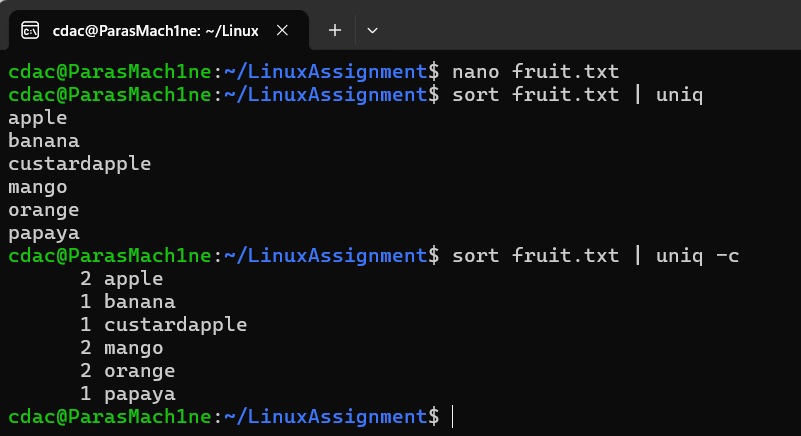 cdac@ParasMach1ne: ~/Linux
cdac@ParasMach1ne:~/LinuxAssignment$ nano fruit.txt
cdac@ParasMach1ne:~/LinuxAssignment$ sort fruit.txt | uniq
apple
banana
custardapple
mango
orange
papaya
cdac@ParasMach1ne:~/LinuxAssignment$ sort fruit.txt | uniq -c
      2 apple
      1 banana
      1 custardapple
      2 mango
      2 orange
      1 papaya
cdac@ParasMach1ne:~/LinuxAssignment$